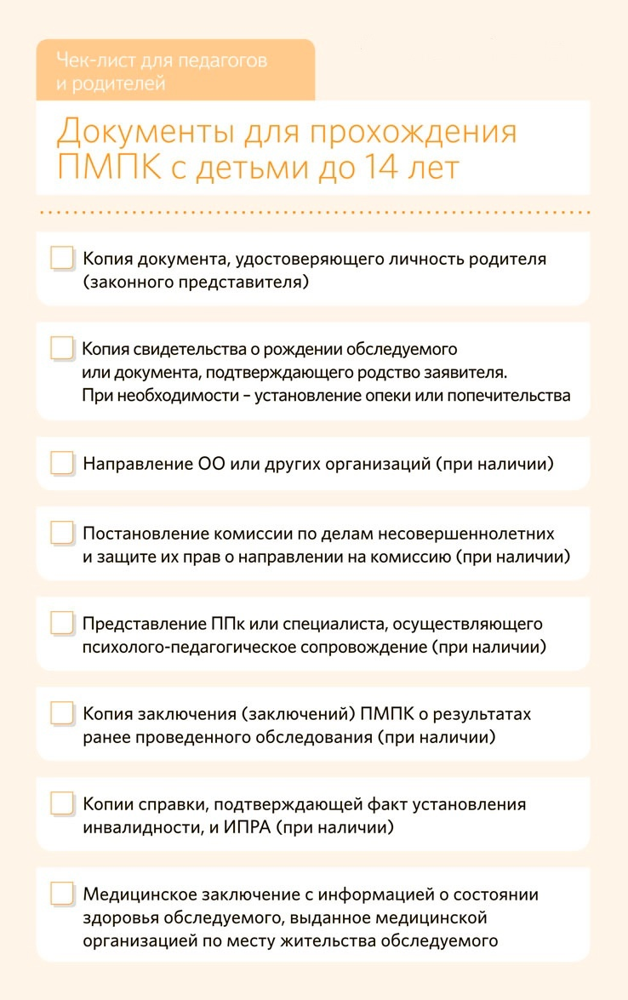 Чек-лист для педагогов
и родителей
Документы для прохождения
ПМПК с детьми до 14 лет
Копия документа, удостоверяющего личность родителя
(законного представителя)
Копия свидетельства о рождении обследуемого
или документа, подтверждающего родство заявителя.
При необходимости – установление опеки или попечительства
Направление ОО или других организаций (при наличии)
Постановление комиссии по делам несовершеннолетних
и защите их прав о направлении на комиссию (при наличии)
Представление ППк или специалиста, осуществляющего
психолого-педагогическое сопровождение (при наличии)
Копия заключения (заключений) ПМПК о результатах
ранее проведенного обследования (при наличии)
Копии справки, подтверждающей факт установления
инвалидности, и ИПРА (при наличии)
Медицинское заключение с информацией о состоянии
здоровья обследуемого, выданное медицинской
организацией по месту жительства обследуемого